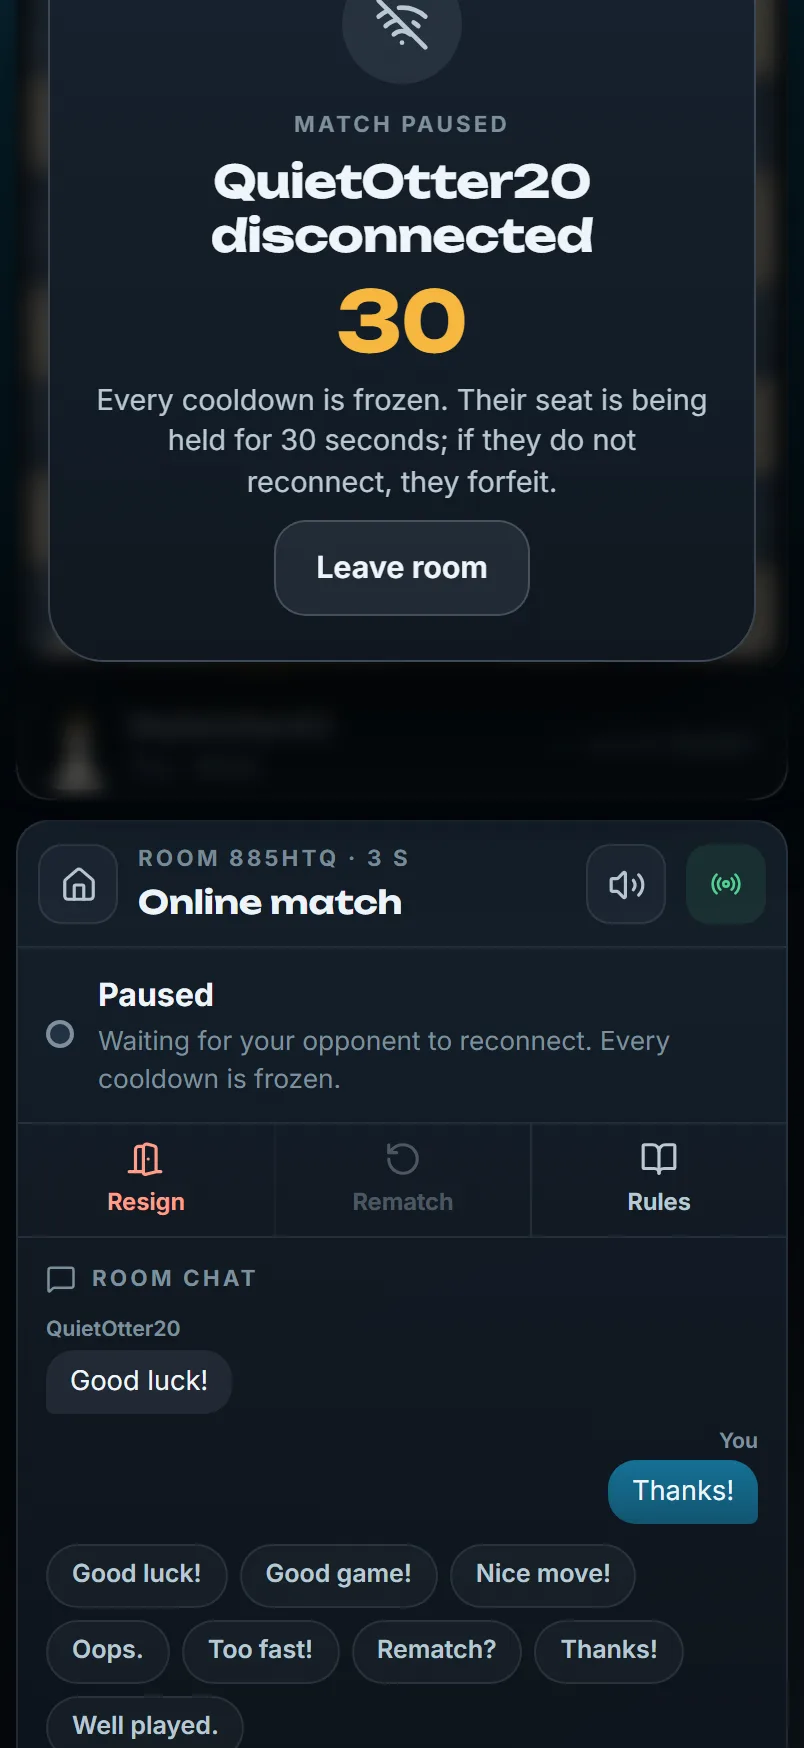 MATCH PAUSED
QuietOtter20
disconnected
30
Every cooldown is frozen. Their seat is being
held for 30 seconds; if they do not
reconnect, they forfeit.
Leave room
ROOM 885HTQ · 3 S
Online match
Paused
Waiting for your opponent to reconnect. Every
cooldown is frozen.
Resign
Rematch
Rules
ROOM CHAT
QuietOtter20
Good luck!
You
Thanks!
Good luck!
Good game!
Nice move!
Oops.
Too fast!
Rematch?
Thanks!
Well played.